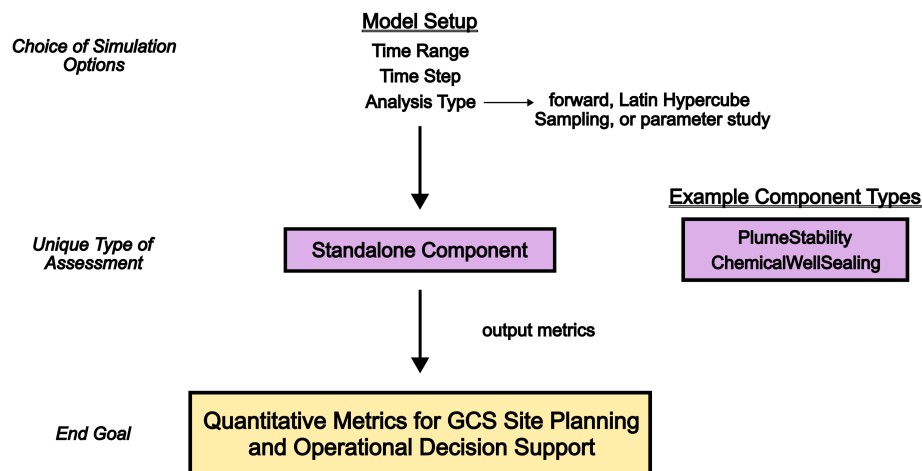 Choice of Simulation
Options
Model Setup
Time Range
Time Step
Analysis Type
forward, Latin Hypercube
Sampling, or parameter study
Example Component Types
Unique Type of
Assessment
Standalone Component
PlumeStability
ChemicalWellSealing
output metrics
End Goal
Quantitative Metrics for GCS Site Planning
and Operational Decision Support